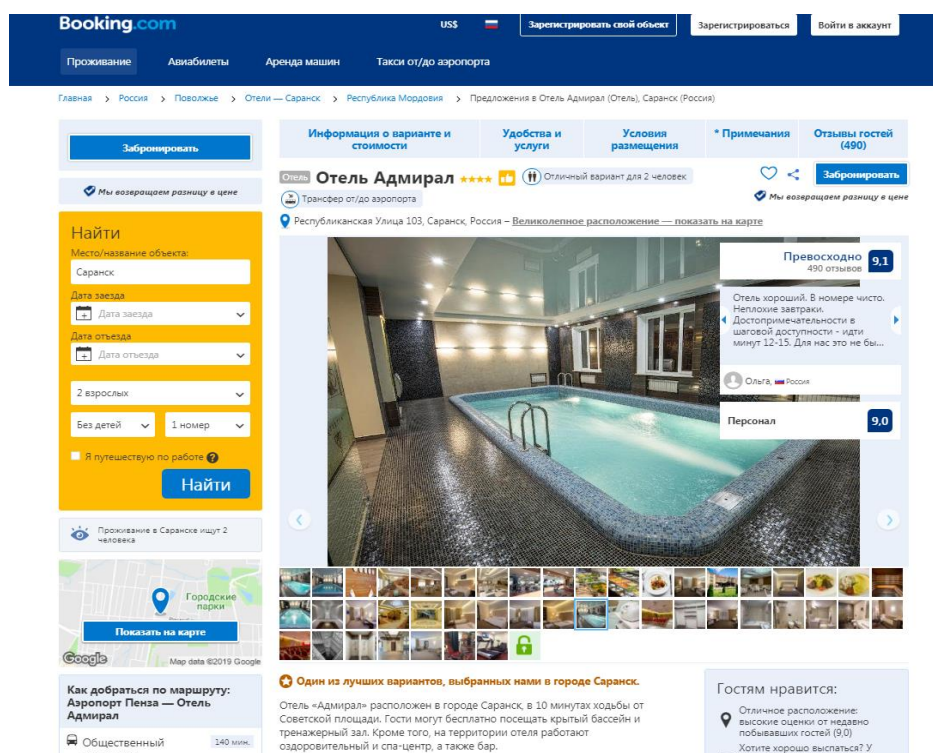 Booking.com
US$
Зарегистрировать свой объект
Зарегистрироваться
Войти в аккаунт
Проживание
Авиабилеты
Аренда машин
Такси от/до аэропорта
Главная > Россия > Поволжье > Отели — Саранск > Республика Мордовия > Предложения в Отель Адмирал (Отель), Саранск (Россия)
Забронировать
Мы возвращаем разницу в цене
Найти
Место/название объекта:
Саранск
Дата заезда
Дата заезда
Дата отъезда
Дата отъезда
2 взрослых
Без детей
1 номер
Я путешествую по работе
Найти
Проживание в Саранске ищут 2
человека
Городские
парки
Показать на карте
Google
Map data ©2019 Google
Как добраться по маршруту:
Аэропорт Пенза — Отель
Адмирал
Общественный
140 мин.
Информация о варианте и
стоимости
Удобства и
услуги
Условия
размещения
* Примечания
Отзывы гостей
(490)
Отель Отель Адмирал
Отличный вариант для 2 человек
Забронировать
Трансфер от/до аэропорта
Мы возвращаем разницу в цене
Республиканская Улица 103, Саранск, Россия – Великолепное расположение — показать на карте
Превосходно
490 отзывов
9,1
Отель хороший. В номере чисто.
Неплохие завтраки.
Достопримечательности в
шаговой доступности - идти
минут 12-15. Для нас это не бы...
Ольга, Россия
Персонал
9,0
Один из лучших вариантов, выбранных нами в городе Саранск.
Отель «Адмирал» расположен в городе Саранск, в 10 минутах ходьбы от
Советской площади. Гости могут бесплатно посещать крытый бассейн и
тренажерный зал. Кроме того, на территории отеля работают
оздоровительный и спа-центр, а также бар.
Гостям нравится:
Отличное расположение:
высокие оценки от недавно
побывавших гостей (9,0)
Хотите хорошо выспаться? У